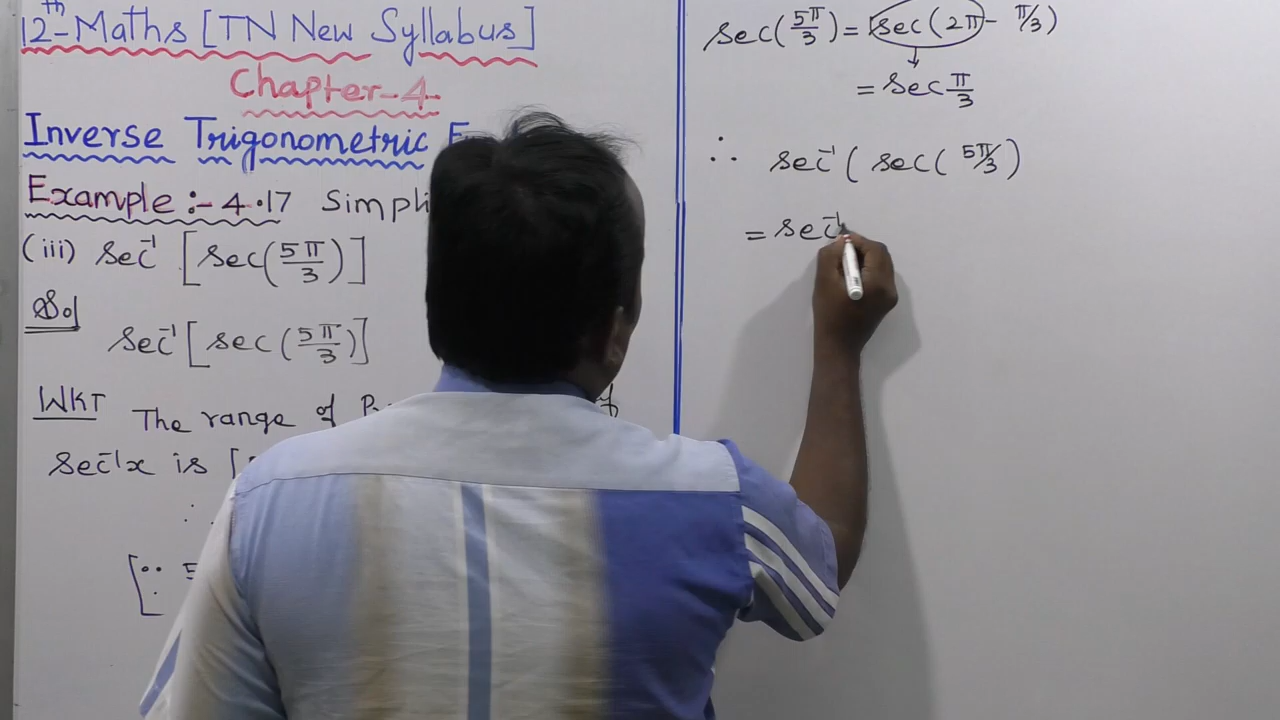 12th-Maths [TN New Syllabus]
Chapter-4
Inverse Trigonometric
Example :- 4.17
(iii) sec⁻¹ [sec(5π/3)]
Sol
sec⁻¹ [sec (5π/3)]
WKT The range of
sec⁻¹x is [
∴
[∵ 5
sec(5π/3) = sec(2π - π/3)
= sec π/3
∴ sec⁻¹ ( sec ( 5π/3)
= sec⁻¹